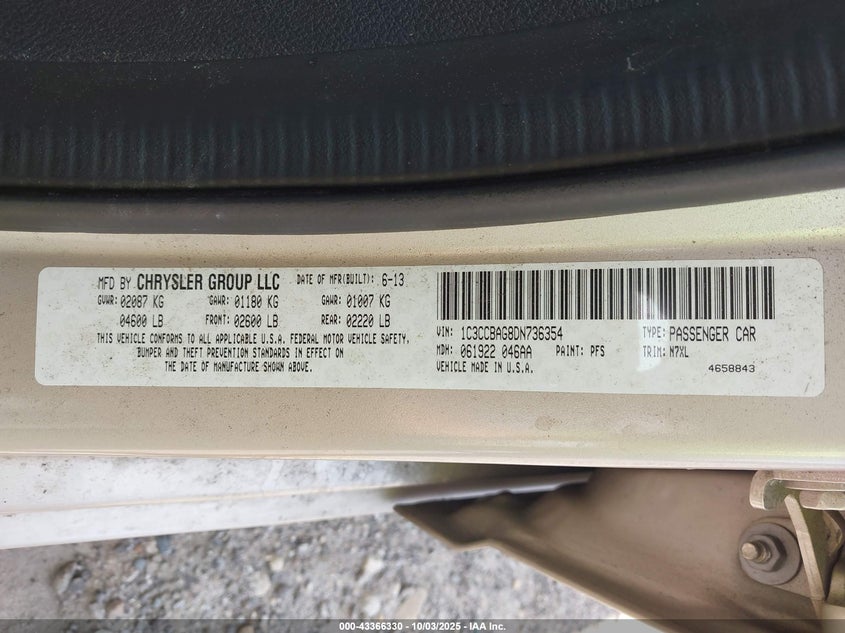 MFD BY CHRYSLER GROUP LLC DATE OF MFR(BUILT): 6-13
GVWR: 02087 KG GAWR: 01180 KG GAWR: 01007 KG
04600 LB FRONT: 02600 LB REAR: 02220 LB
THIS VEHICLE CONFORMS TO ALL APPLICABLE U.S.A. FEDERAL MOTOR VEHICLE SAFETY,
BUMPER AND THEFT PREVENTION STANDARDS IN EFFECT ON
THE DATE OF MANUFACTURE SHOWN ABOVE.
VIN: 1C3CCBAG8DN736354 TYPE: PASSENGER CAR
MDH: 061922 046AA PAINT: PFS TRIM: N7XL
VEHICLE MADE IN U.S.A. 4658843
000-43366330 - 10/03/2025 - IAA Inc.